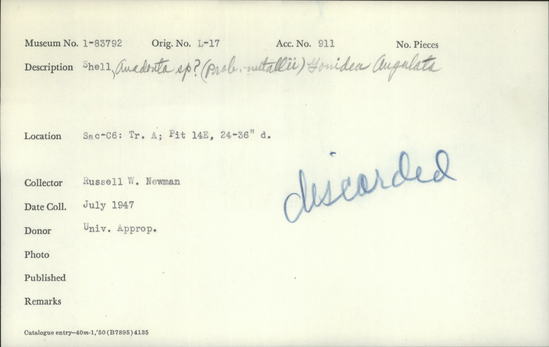 Museum No. 1-83792 Orig. No. L-17 Acc. No. 911 No. Pieces
Description Shell, Anadonta sp? (Prob. nutallii) Gonidea Angulata
Location Sac-C6: Tr. A; Pit 14E, 24-36" d.
Collector Russell W. Newman
Date Coll. July 1947
discarded
Donor Univ. Approp.
Photo
Published
Remarks
Catalogue entry—40m-1,'50 (B7895) 4135